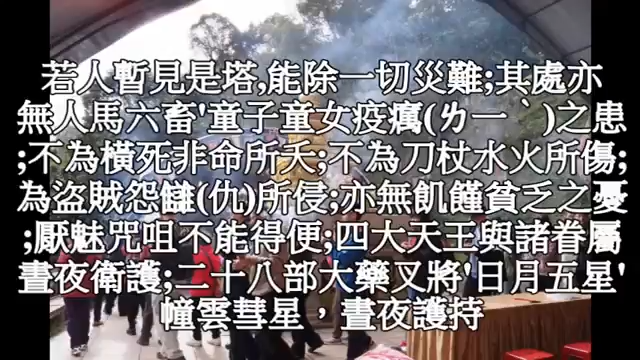 若人暫見是塔,能除一切災難;其處亦
無人馬六畜'童子童女疫癘(ㄌㄧˋ)之患
;不為橫死非命所夭;不為刀杖水火所傷;
為盜賊怨讎(仇)所侵;亦無飢饉貧乏之憂
;厭魅咒咀不能得便;四大天王與諸眷屬
晝夜衛護;二十八部大藥叉將'日月五星'
幢雲彗星，晝夜護持